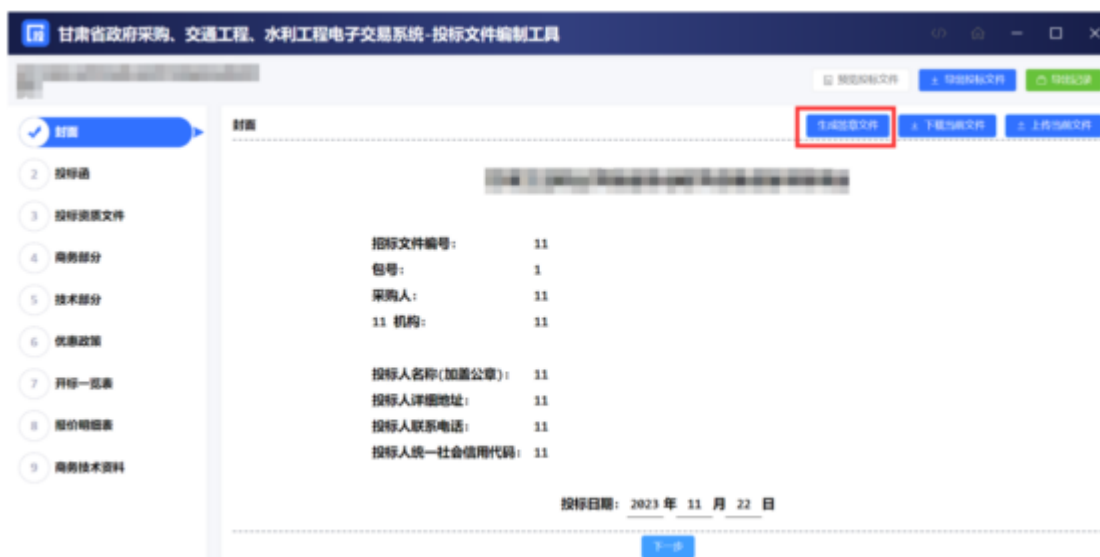 甘肃省政府采购、交通工程、水利工程电子交易系统-投标文件编制工具
预览投标文件
导出投标文件
导出记录
封面
封面
生成签章文件
下载当前文件
上传当前文件
2 投标函
3 投标资质文件
4 商务部分
5 技术部分
6 优惠政策
7 开标一览表
8 报价明细表
9 商务技术资料
招标文件编号: 11
包号: 1
采购人: 11
11 机构: 11
投标人名称(加盖公章): 11
投标人详细地址: 11
投标人联系电话: 11
投标人统一社会信用代码: 11
投标日期: 2023 年 11 月 22 日
下一步